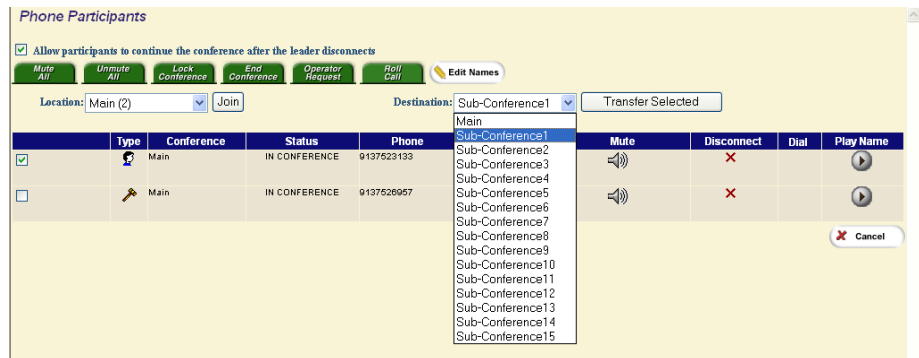 Phone Participants
Allow participants to continue the conference after the leader disconnects
Mute All
Unmute All
Lock Conference
End Conference
Operator Request
Roll Call
Edit Names
Location: Main (2) Join
Destination: Sub-Conference1 Transfer Selected
Type Conference Status Phone Mute Disconnect Dial Play Name
Main IN CONFERENCE 9137523133
Main IN CONFERENCE 9137526957
Main
Sub-Conference1
Sub-Conference2
Sub-Conference3
Sub-Conference4
Sub-Conference5
Sub-Conference6
Sub-Conference7
Sub-Conference8
Sub-Conference9
Sub-Conference10
Sub-Conference11
Sub-Conference12
Sub-Conference13
Sub-Conference14
Sub-Conference15
Cancel